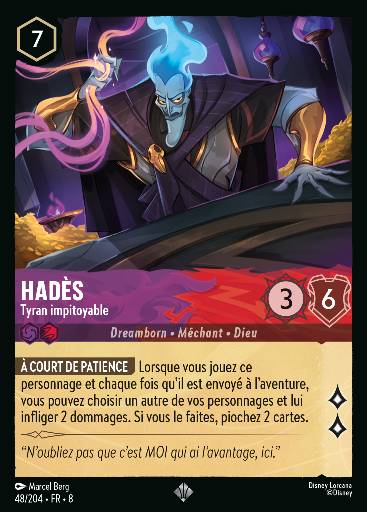 7
HADÈS
Tyran impitoyable
3
6
Dreamborn • Méchant • Dieu
À COURT DE PATIENCE Lorsque vous jouez ce
personnage et chaque fois qu'il est envoyé à l'aventure,
vous pouvez choisir un autre de vos personnages et lui
infliger 2 dommages. Si vous le faites, piochez 2 cartes.
“N'oubliez pas que c'est MOI qui ai l'avantage, ici.”
Marcel Berg
Disney Lorcana
48/204 • FR • 8
©Disney